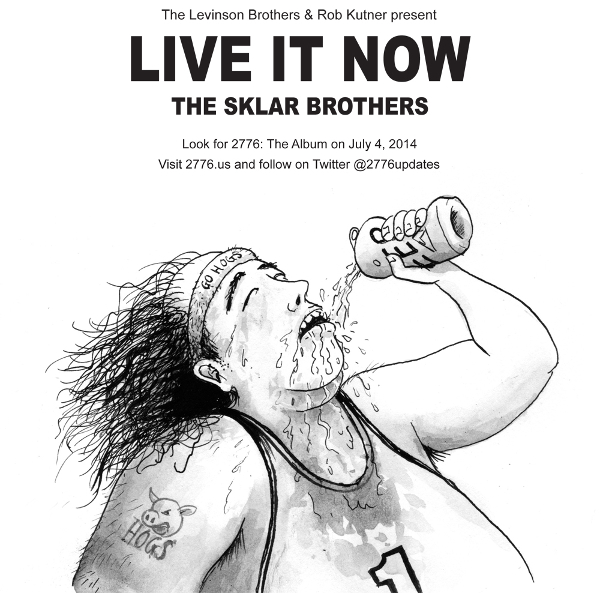 The Levinson Brothers & Rob Kutner present
LIVE IT NOW
THE SKLAR BROTHERS
Look for 2776: The Album on July 4, 2014
Visit 2776.us and follow on Twitter @2776updates
GO HOGS
HOGS
1